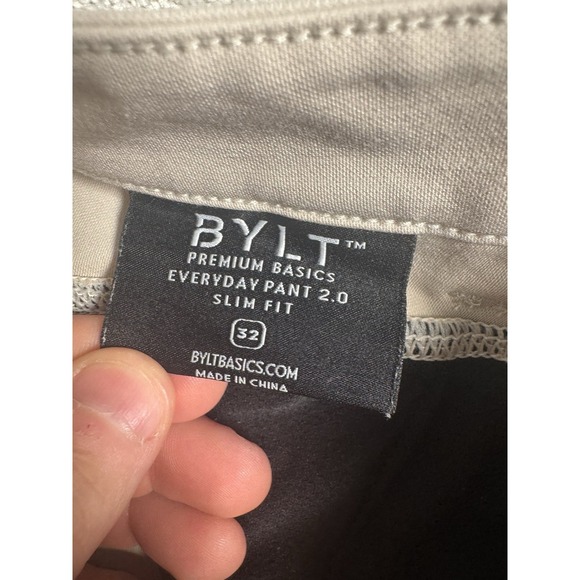 BYLT™
PREMIUM BASICS
EVERYDAY PANT 2.0
SLIM FIT
32
BYLTBASICS.COM
MADE IN CHINA